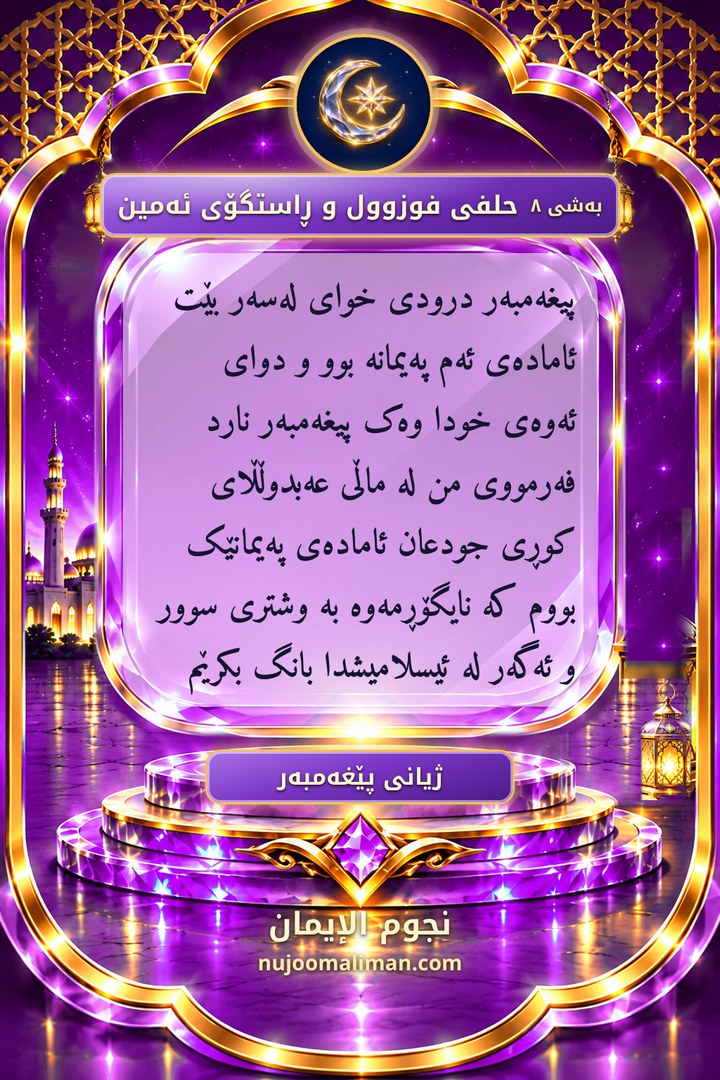 بەشی ٨ حلفی فوزوول و ڕاستگۆی ئەمین
پیغەمبەر درودی خوای لەسەر بێت
ئامادەی ئەم پەیمانە بوو و دوای
ئەوەی خودا وەک پیغەمبەر نارد
فەرمووی من لە ماڵی عەبدوڵڵای
کوڕی جودعان ئامادەی پەیمانێک
بووم کە نایگۆڕمەوە بە وشتری سوور
و ئەگەر لە ئیسلامیشدا بانگ بکرێم
ژیانی پێغەمبەر
نجوم الإيمان
nujoomaliman.com